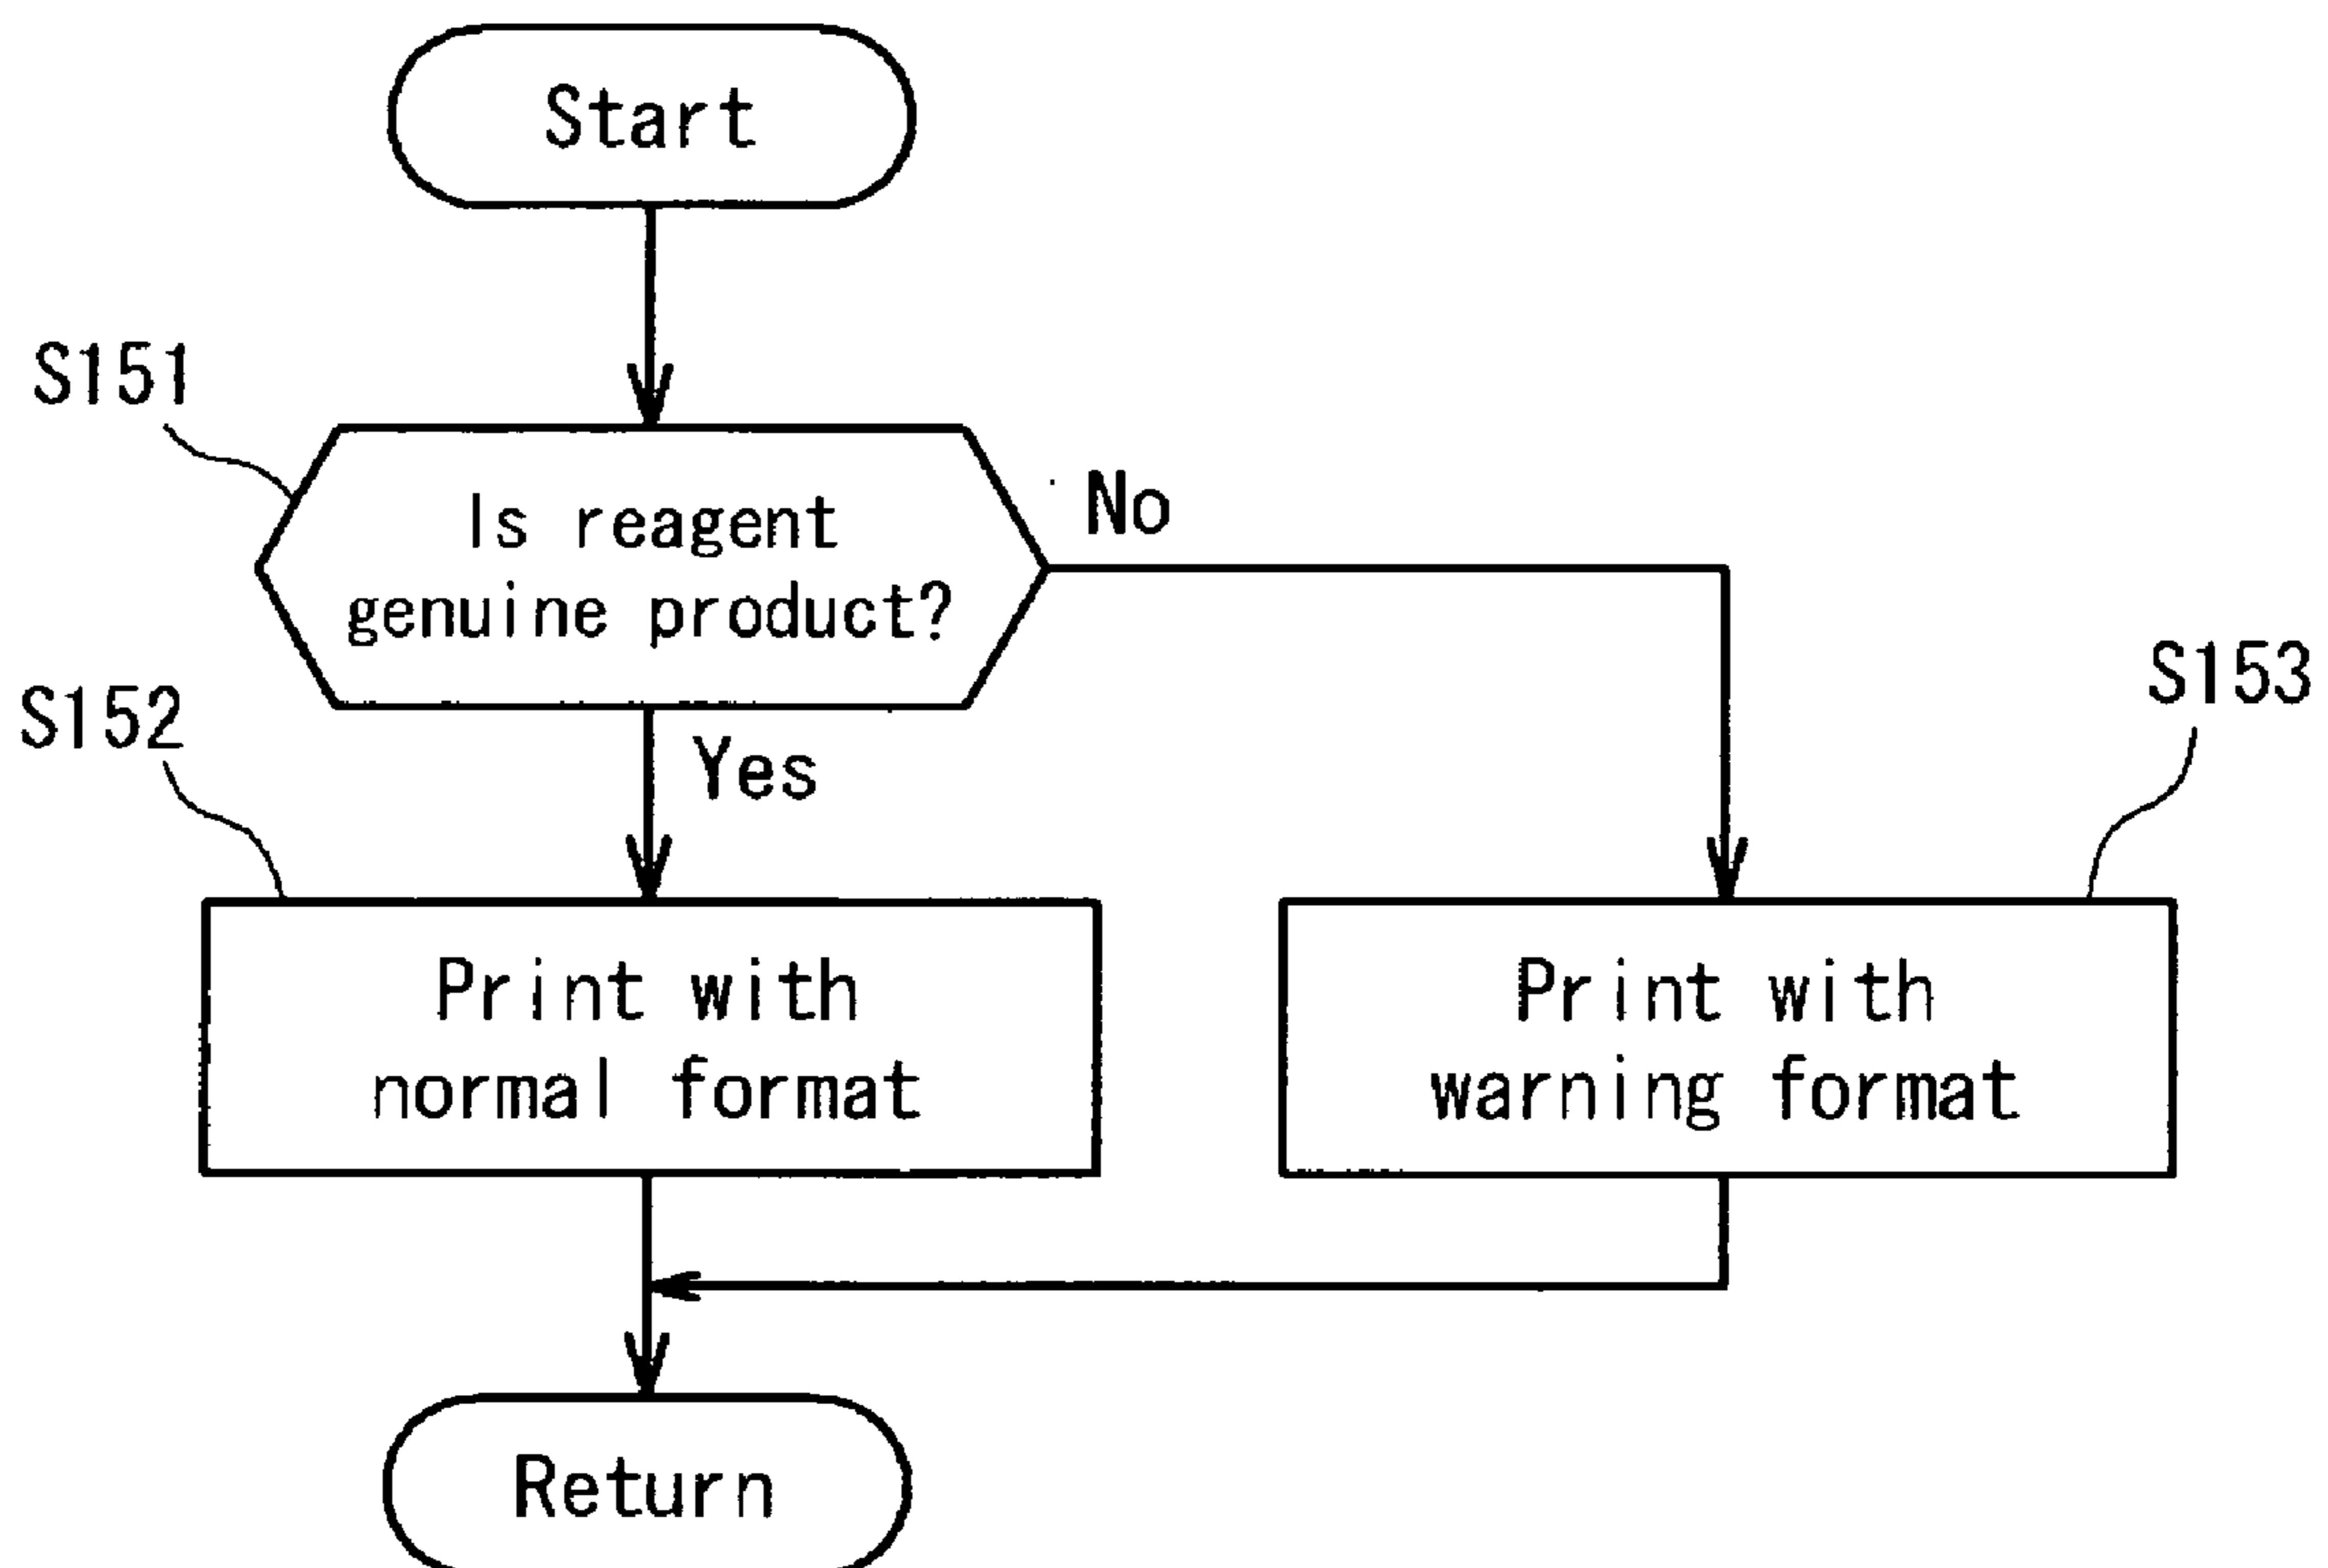 Start
S151
Is reagent
genuine product?
No
S152
Yes
S153
Print with
normal format
Print with
warning format
Return